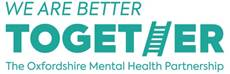 WE ARE BETTER
TOGETHER
The Oxfordshire Mental Health Partnership